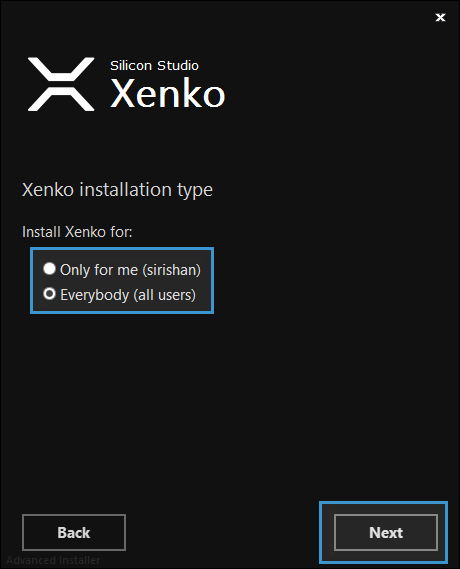 Silicon Studio
Xenko
Xenko installation type
Install Xenko for:
Only for me (sirishan)
Everybody (all users)
Back
Next
Advanced Installer